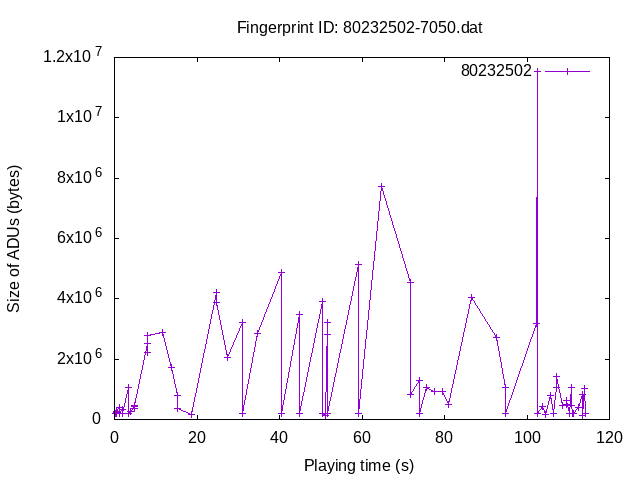 Fingerprint ID: 80232502-7050.dat
80232502
1.2x10^7
1x10^7
8x10^6
6x10^6
4x10^6
2x10^6
0
Size of ADUs (bytes)
0 20 40 60 80 100 120
Playing time (s)